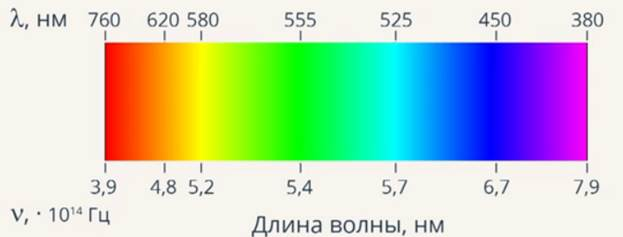 λ, нм 760 620 580 555 525 450 380
3,9 4,8 5,2 5,4 5,7 6,7 7,9
ν, · 10¹⁴ Гц
Длина волны, нм